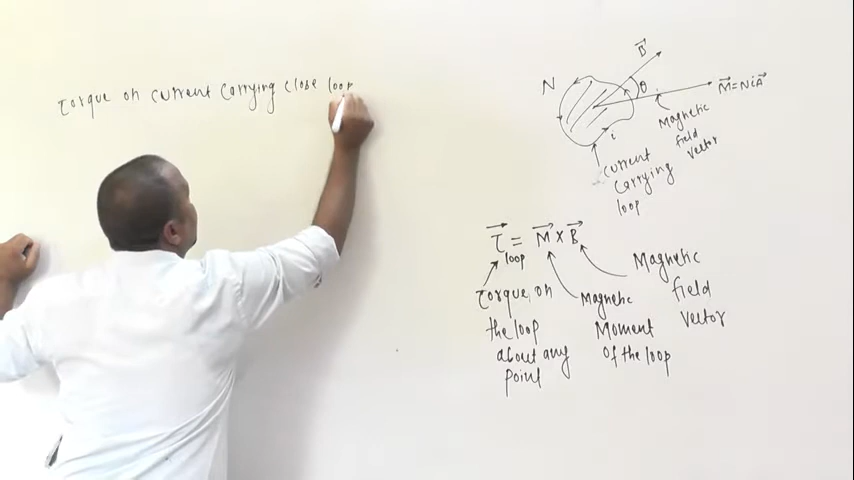 Torque on current carrying close loop
B
N
θ
M=NiA
i
Magnetic
field
vector
current
carrying
loop
τ loop = M x B
Torque on
the loop
about any
point
Magnetic
Moment
of the loop
Magnetic
field
vector